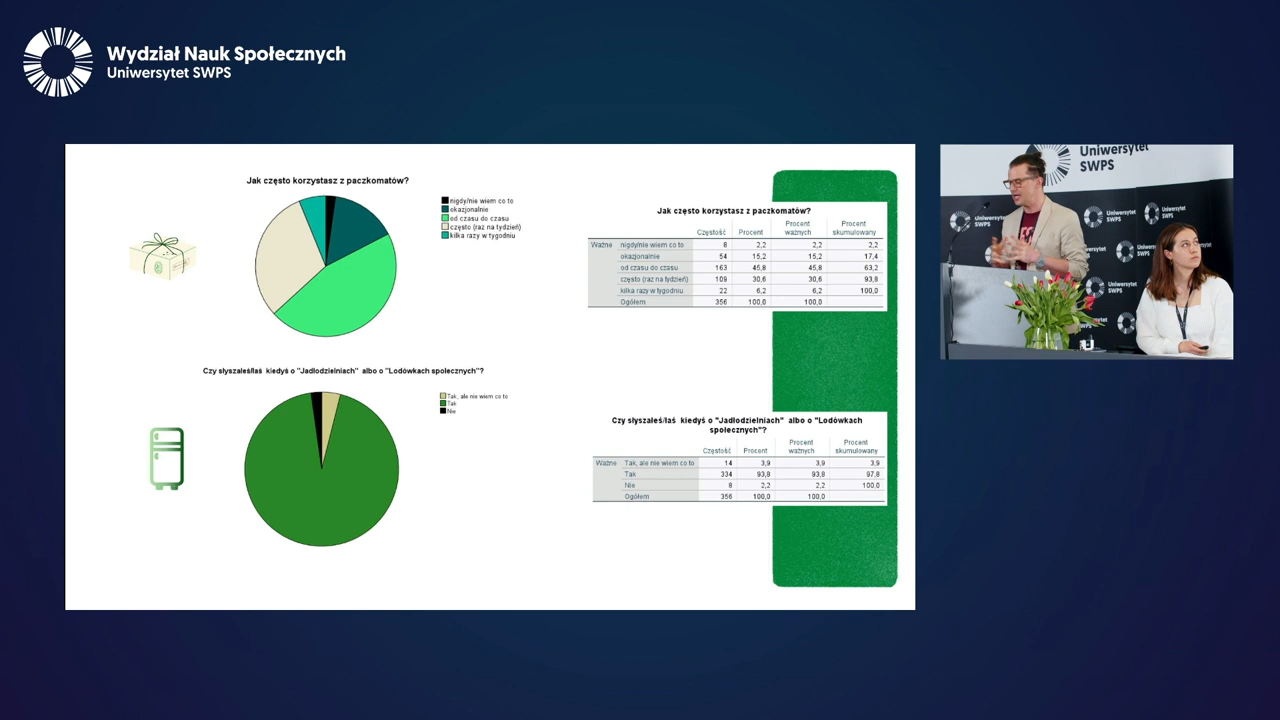 Wydział Nauk Społecznych
Uniwersytet SWPS
Jak często korzystasz z paczkomatów?
nigdy/nie wiem co to
okazjonalnie
od czasu do czasu
często (raz na tydzień)
kilka razy w tygodniu
Jak często korzystasz z paczkomatów?
Częstość Procent Procent ważnych Procent skumulowany
Ważne nigdy/nie wiem co to 8 2,2 2,2 2,2
okazjonalnie 54 15,2 15,2 17,4
od czasu do czasu 163 45,8 45,8 63,2
często (raz na tydzień) 109 30,6 30,6 93,8
kilka razy w tygodniu 22 6,2 6,2 100,0
Ogółem 356 100,0 100,0
Czy słyszałeś/łaś kiedyś o "Jadłodzielniach" albo o "Lodówkach społecznych"?
Tak, ale nie wiem co to
Tak
Nie
Czy słyszałeś/łaś kiedyś o "Jadłodzielniach" albo o "Lodówkach
społecznych"?
Częstość Procent Procent ważnych Procent skumulowany
Ważne Tak, ale nie wiem co to 14 3,9 3,9 3,9
Tak 334 93,8 93,8 97,8
Nie 8 2,2 2,2 100,0
Ogółem 356 100,0 100,0
Uniwersytet
SWPS